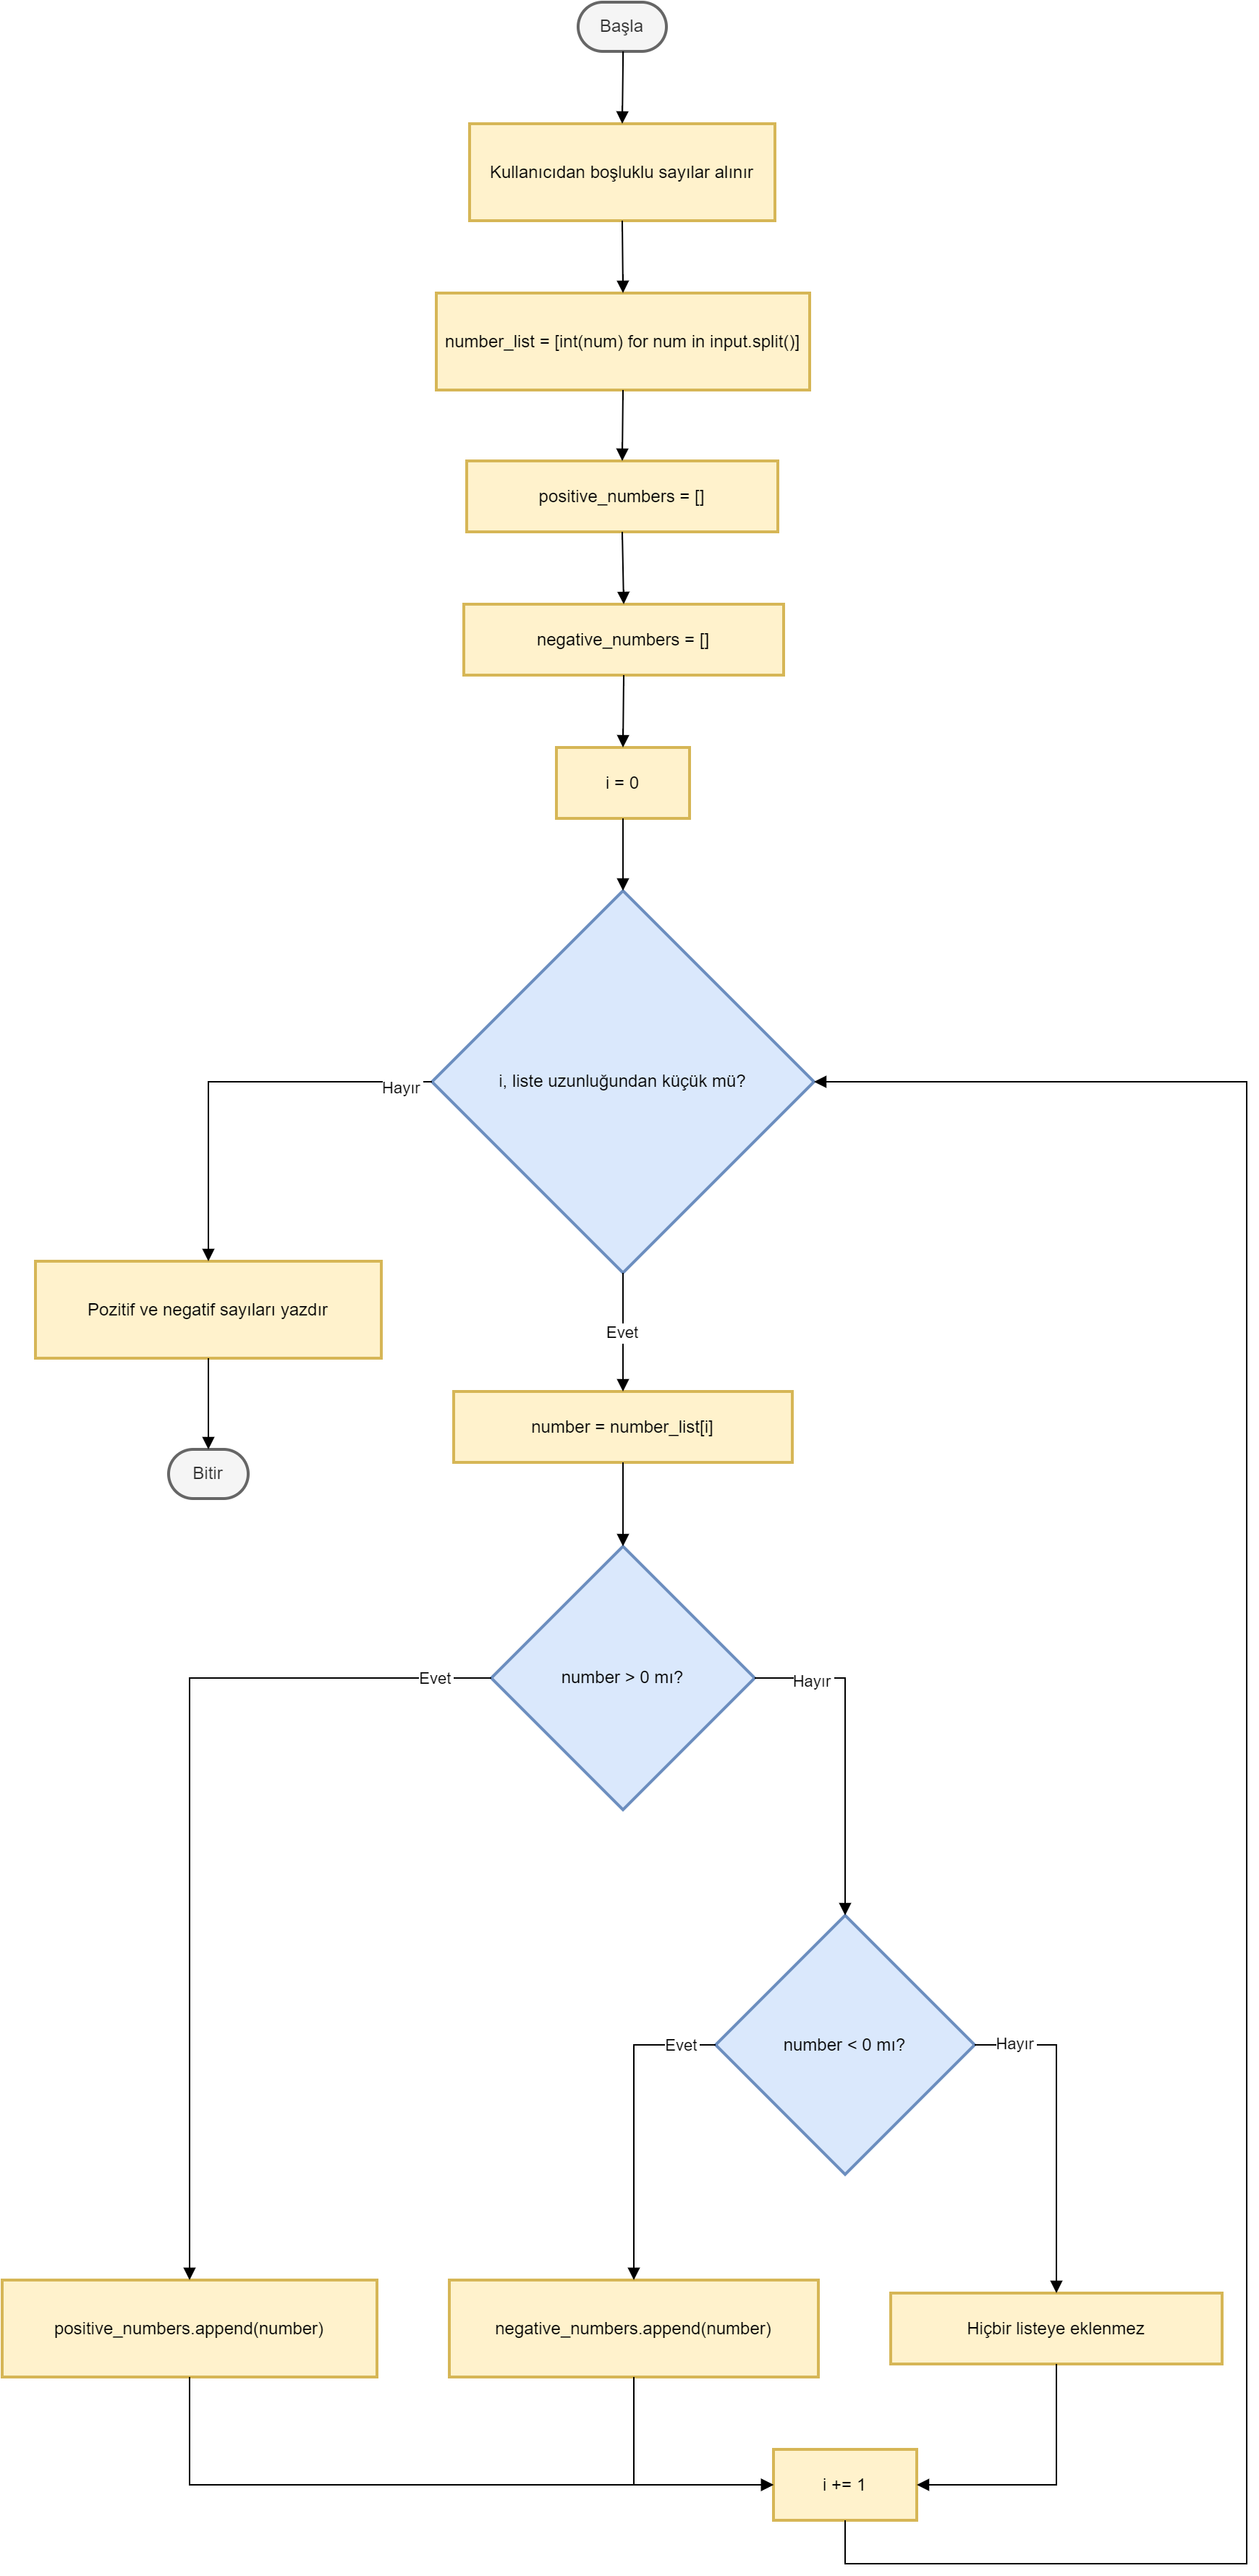 Başla
Kullanıcıdan boşluklu sayılar alınır
number_list = [int(num) for num in input.split()]
positive_numbers = []
negative_numbers = []
i = 0
i, liste uzunluğundan küçük mü?
Hayır
Pozitif ve negatif sayıları yazdır
Bitir
Evet
number = number_list[i]
number > 0 mı?
Evet
Hayır
number < 0 mı?
Evet
Hayır
positive_numbers.append(number)
negative_numbers.append(number)
Hiçbir listeye eklenmez
i += 1